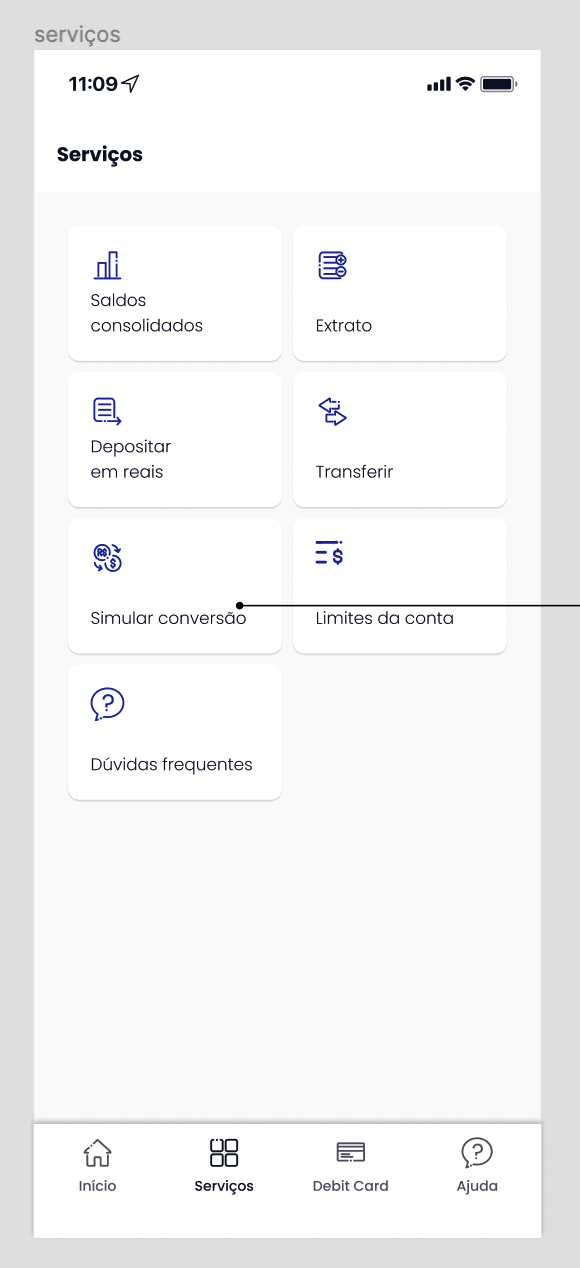 serviços
11:09
Serviços
Saldos
consolidados
Extrato
Depositar
em reais
Transferir
R$
$
Simular conversão
$
Limites da conta
?
Dúvidas frequentes
Início
Serviços
Debit Card
?
Ajuda